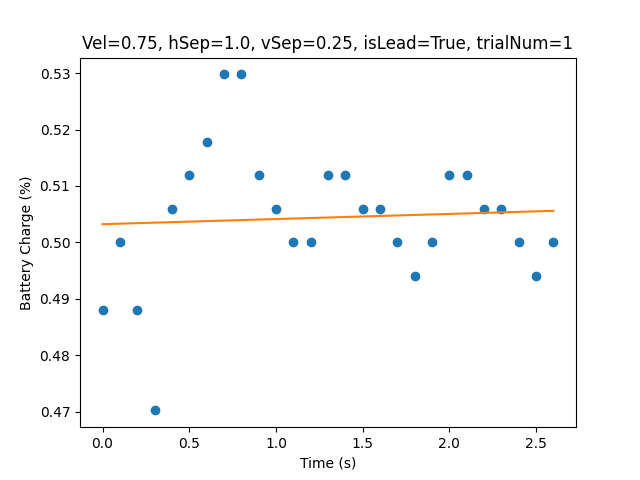 Vel=0.75, hSep=1.0, vSep=0.25, isLead=True, trialNum=1
0.53
0.52
0.51
0.50
0.49
0.48
0.47
Battery Charge (%)
0.0 0.5 1.0 1.5 2.0 2.5
Time (s)